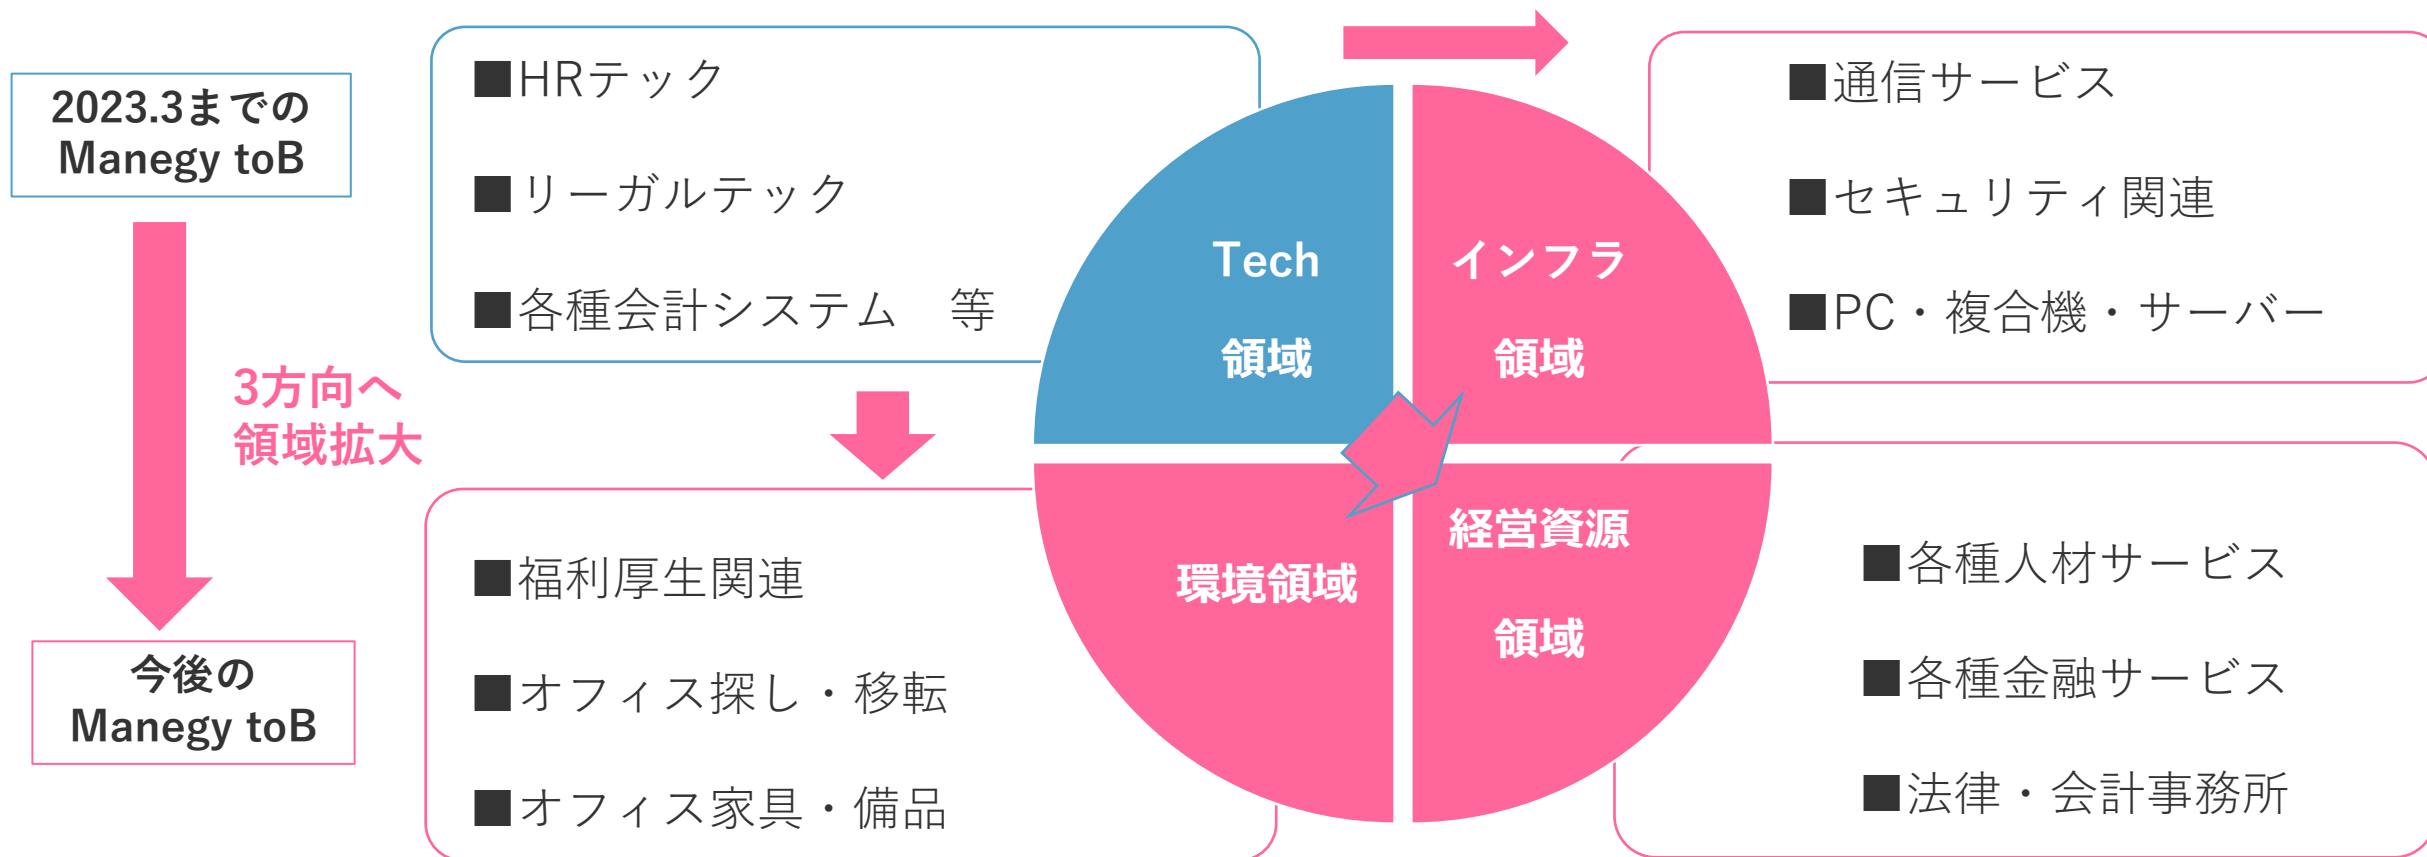 2023.3までの
Manegy toB
3方向へ
領域拡大
今後の
Manegy toB
■HRテック
■リーガルテック
■各種会計システム　等
Tech
領域
インフラ
領域
■通信サービス
■セキュリティ関連
■PC・複合機・サーバー
■福利厚生関連
■オフィス探し・移転
■オフィス家具・備品
環境領域
経営資源
領域
■各種人材サービス
■各種金融サービス
■法律・会計事務所